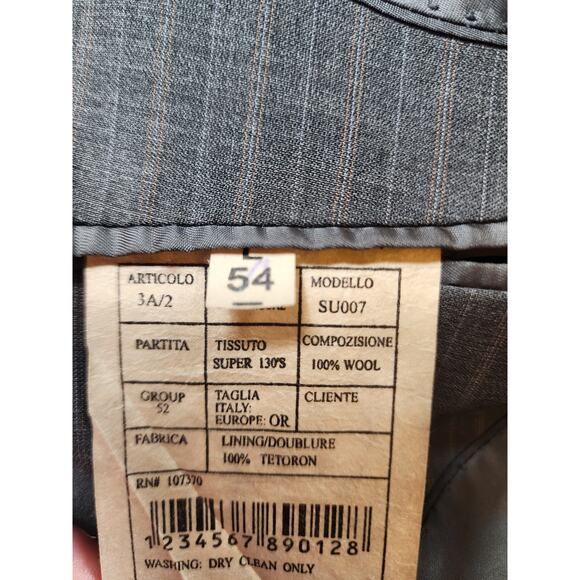 L
54
ARTICOLO MODELLO
3A/2 SU007
PARTITA TISSUTO COMPOZISIONE
SUPER 130'S 100% WOOL
GROUP TAGLIA CLIENTE
52 ITALY:
EUROPE: OR
FABRICA LINING/DOUBLURE
100% TETORON
RN# 107370
1234567890128
WASHING: DRY CLEAN ONLY